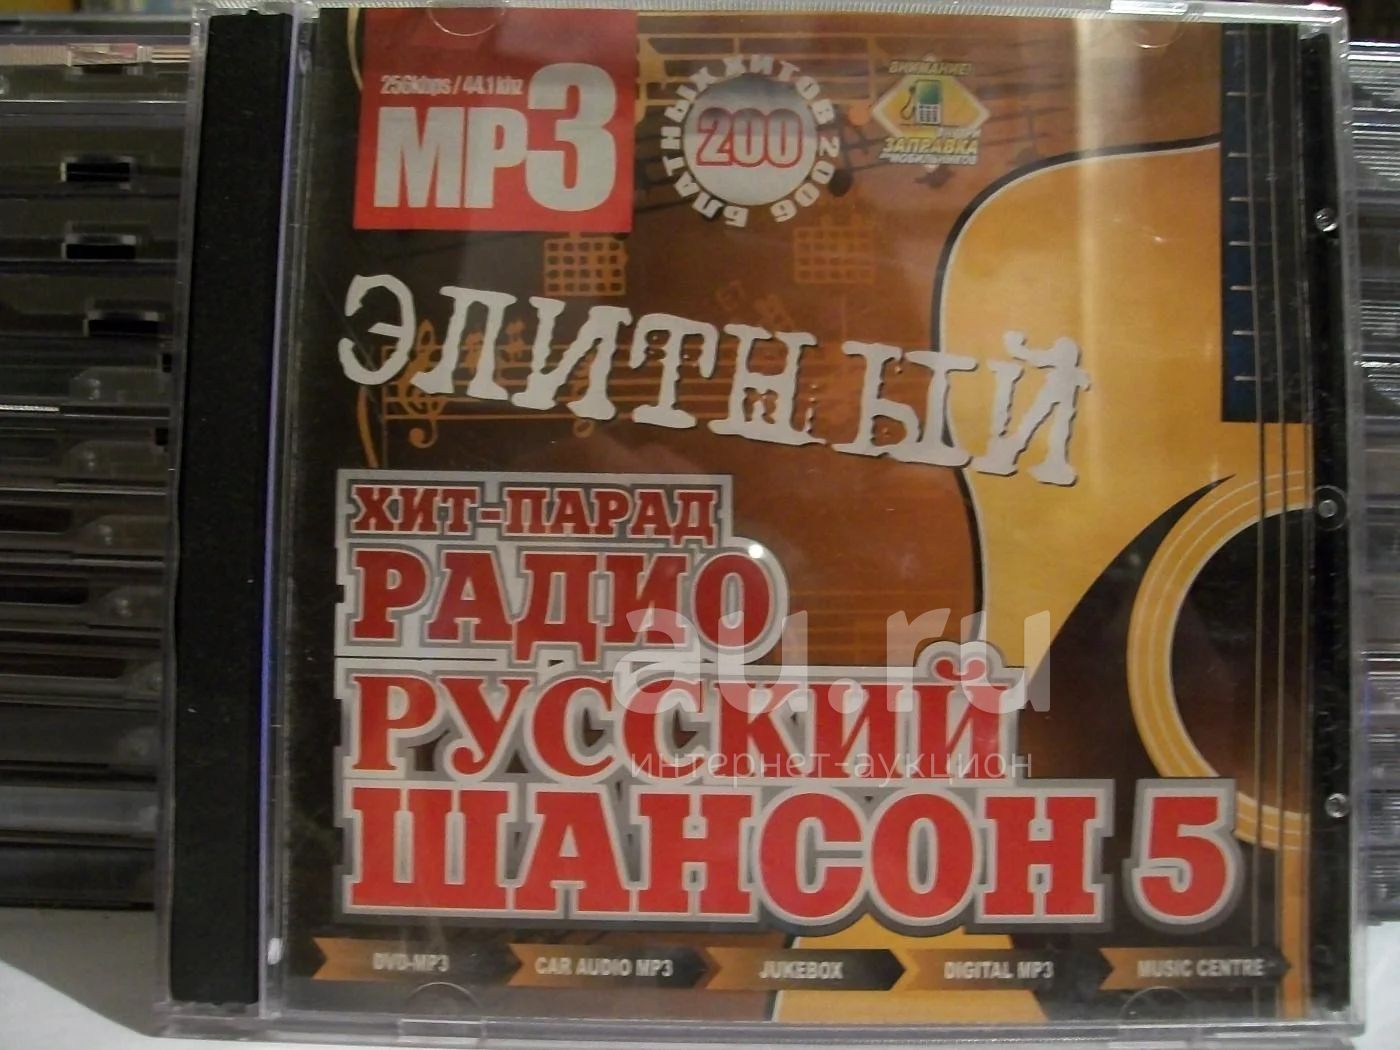 256kbps / 44.1 khz
MP3
200
БЛАТНЫХ ХИТОВ 2006
ВНИМАНИЕ!
ЗАПРАВКА
МОБИЛЬНИКОВ
ЭЛИТНЫЙ
ХИТ-ПАРАД
РАДИО
РУССКИЙ
ШАНСОН 5
au.ru
интернет-аукцион
DVD-MP3
CAR AUDIO MP3
JUKEBOX
DIGITAL MP3
MUSIC CENTRE